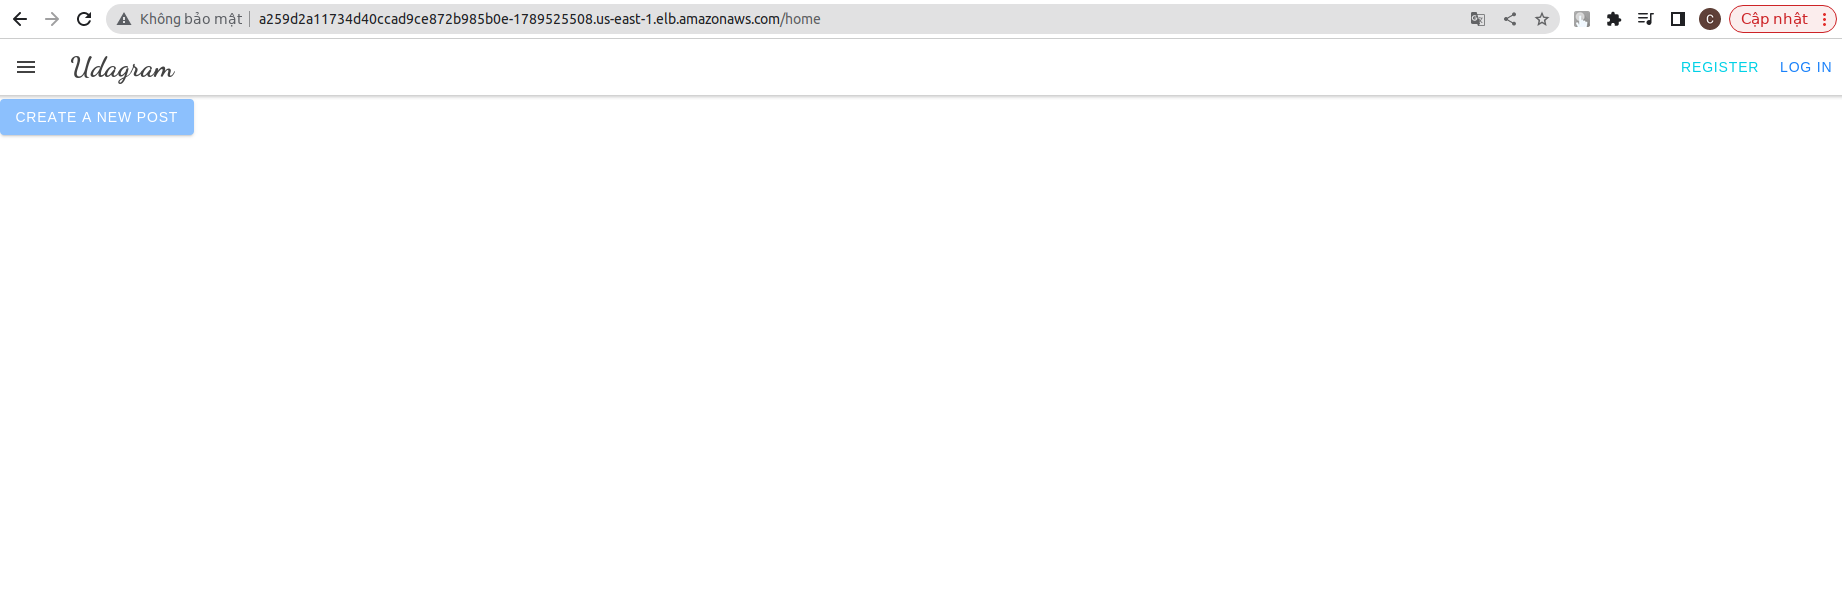 Không bảo mật a259d2a11734d40ccad9ce872b985b0e-1789525508.us-east-1.elb.amazonaws.com/home C Cập nhật
Udagram REGISTER LOG IN
CREATE A NEW POST